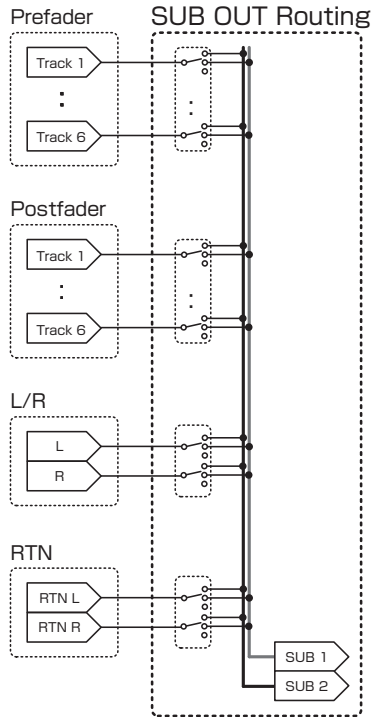 Prefader
SUB OUT Routing
Track 1
:
Track 6
:
Postfader
Track 1
:
Track 6
:
L/R
L
R
RTN
RTN L
RTN R
SUB 1
SUB 2